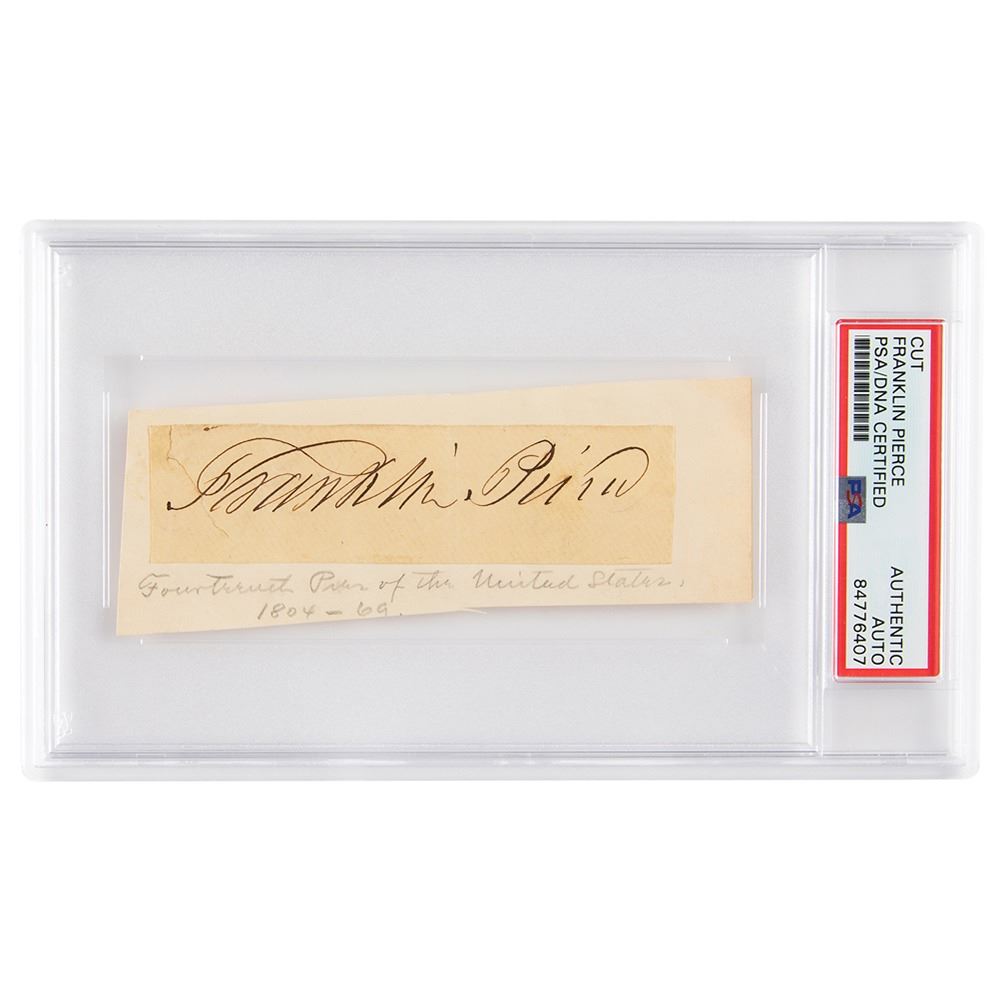 Franklin Pierce
Fourteenth Pres of the United States.
1804 - 69.
CUT
FRANKLIN PIERCE
PSA/DNA CERTIFIED
PSA
AUTHENTIC
AUTO
84776407